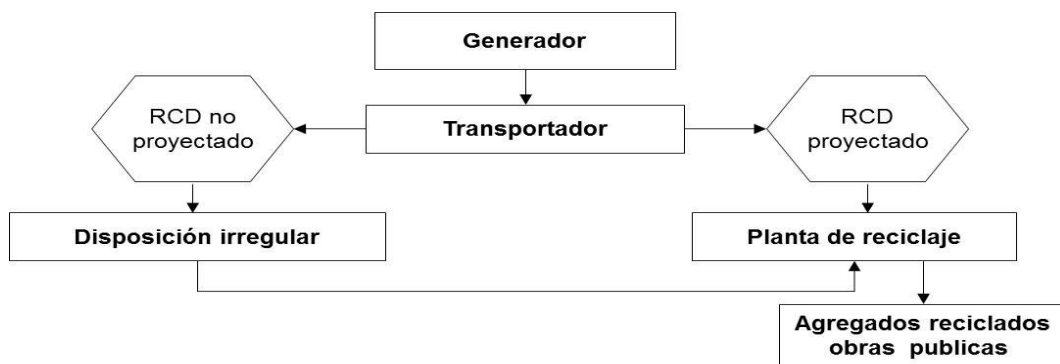 Generador
RCD no
proyectado
Transportador
RCD
proyectado
Disposición irregular
Planta de reciclaje
Agregados reciclados
obras publicas